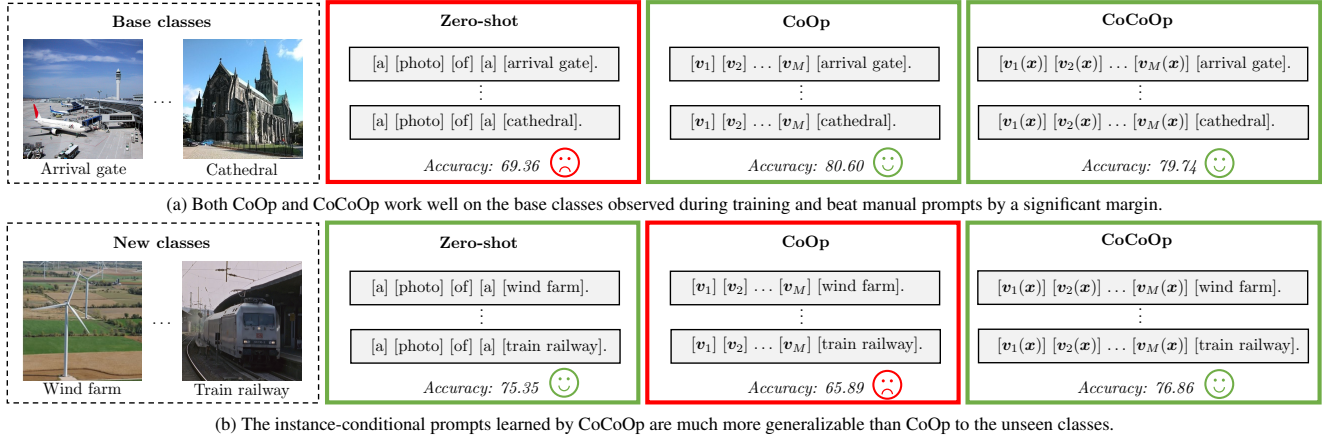 Base classes
Arrival gate
...
Cathedral
Zero-shot
[a] [photo] [of] [a] [arrival gate].
⋮
[a] [photo] [of] [a] [cathedral].
Accuracy: 69.36
CoOp
[v1] [v2] … [vM] [arrival gate].
⋮
[v1] [v2] … [vM] [cathedral].
Accuracy: 80.60
CoCoOp
[v1(x)] [v2(x)] … [vM(x)] [arrival gate].
⋮
[v1(x)] [v2(x)] … [vM(x)] [cathedral].
Accuracy: 79.74
(a) Both CoOp and CoCoOp work well on the base classes observed during training and beat manual prompts by a significant margin.
New classes
Wind farm
...
Train railway
Zero-shot
[a] [photo] [of] [a] [wind farm].
⋮
[a] [photo] [of] [a] [train railway].
Accuracy: 75.35
CoOp
[v1] [v2] … [vM] [wind farm].
⋮
[v1] [v2] … [vM] [train railway].
Accuracy: 65.89
CoCoOp
[v1(x)] [v2(x)] … [vM(x)] [wind farm].
⋮
[v1(x)] [v2(x)] … [vM(x)] [train railway].
Accuracy: 76.86
(b) The instance-conditional prompts learned by CoCoOp are much more generalizable than CoOp to the unseen classes.